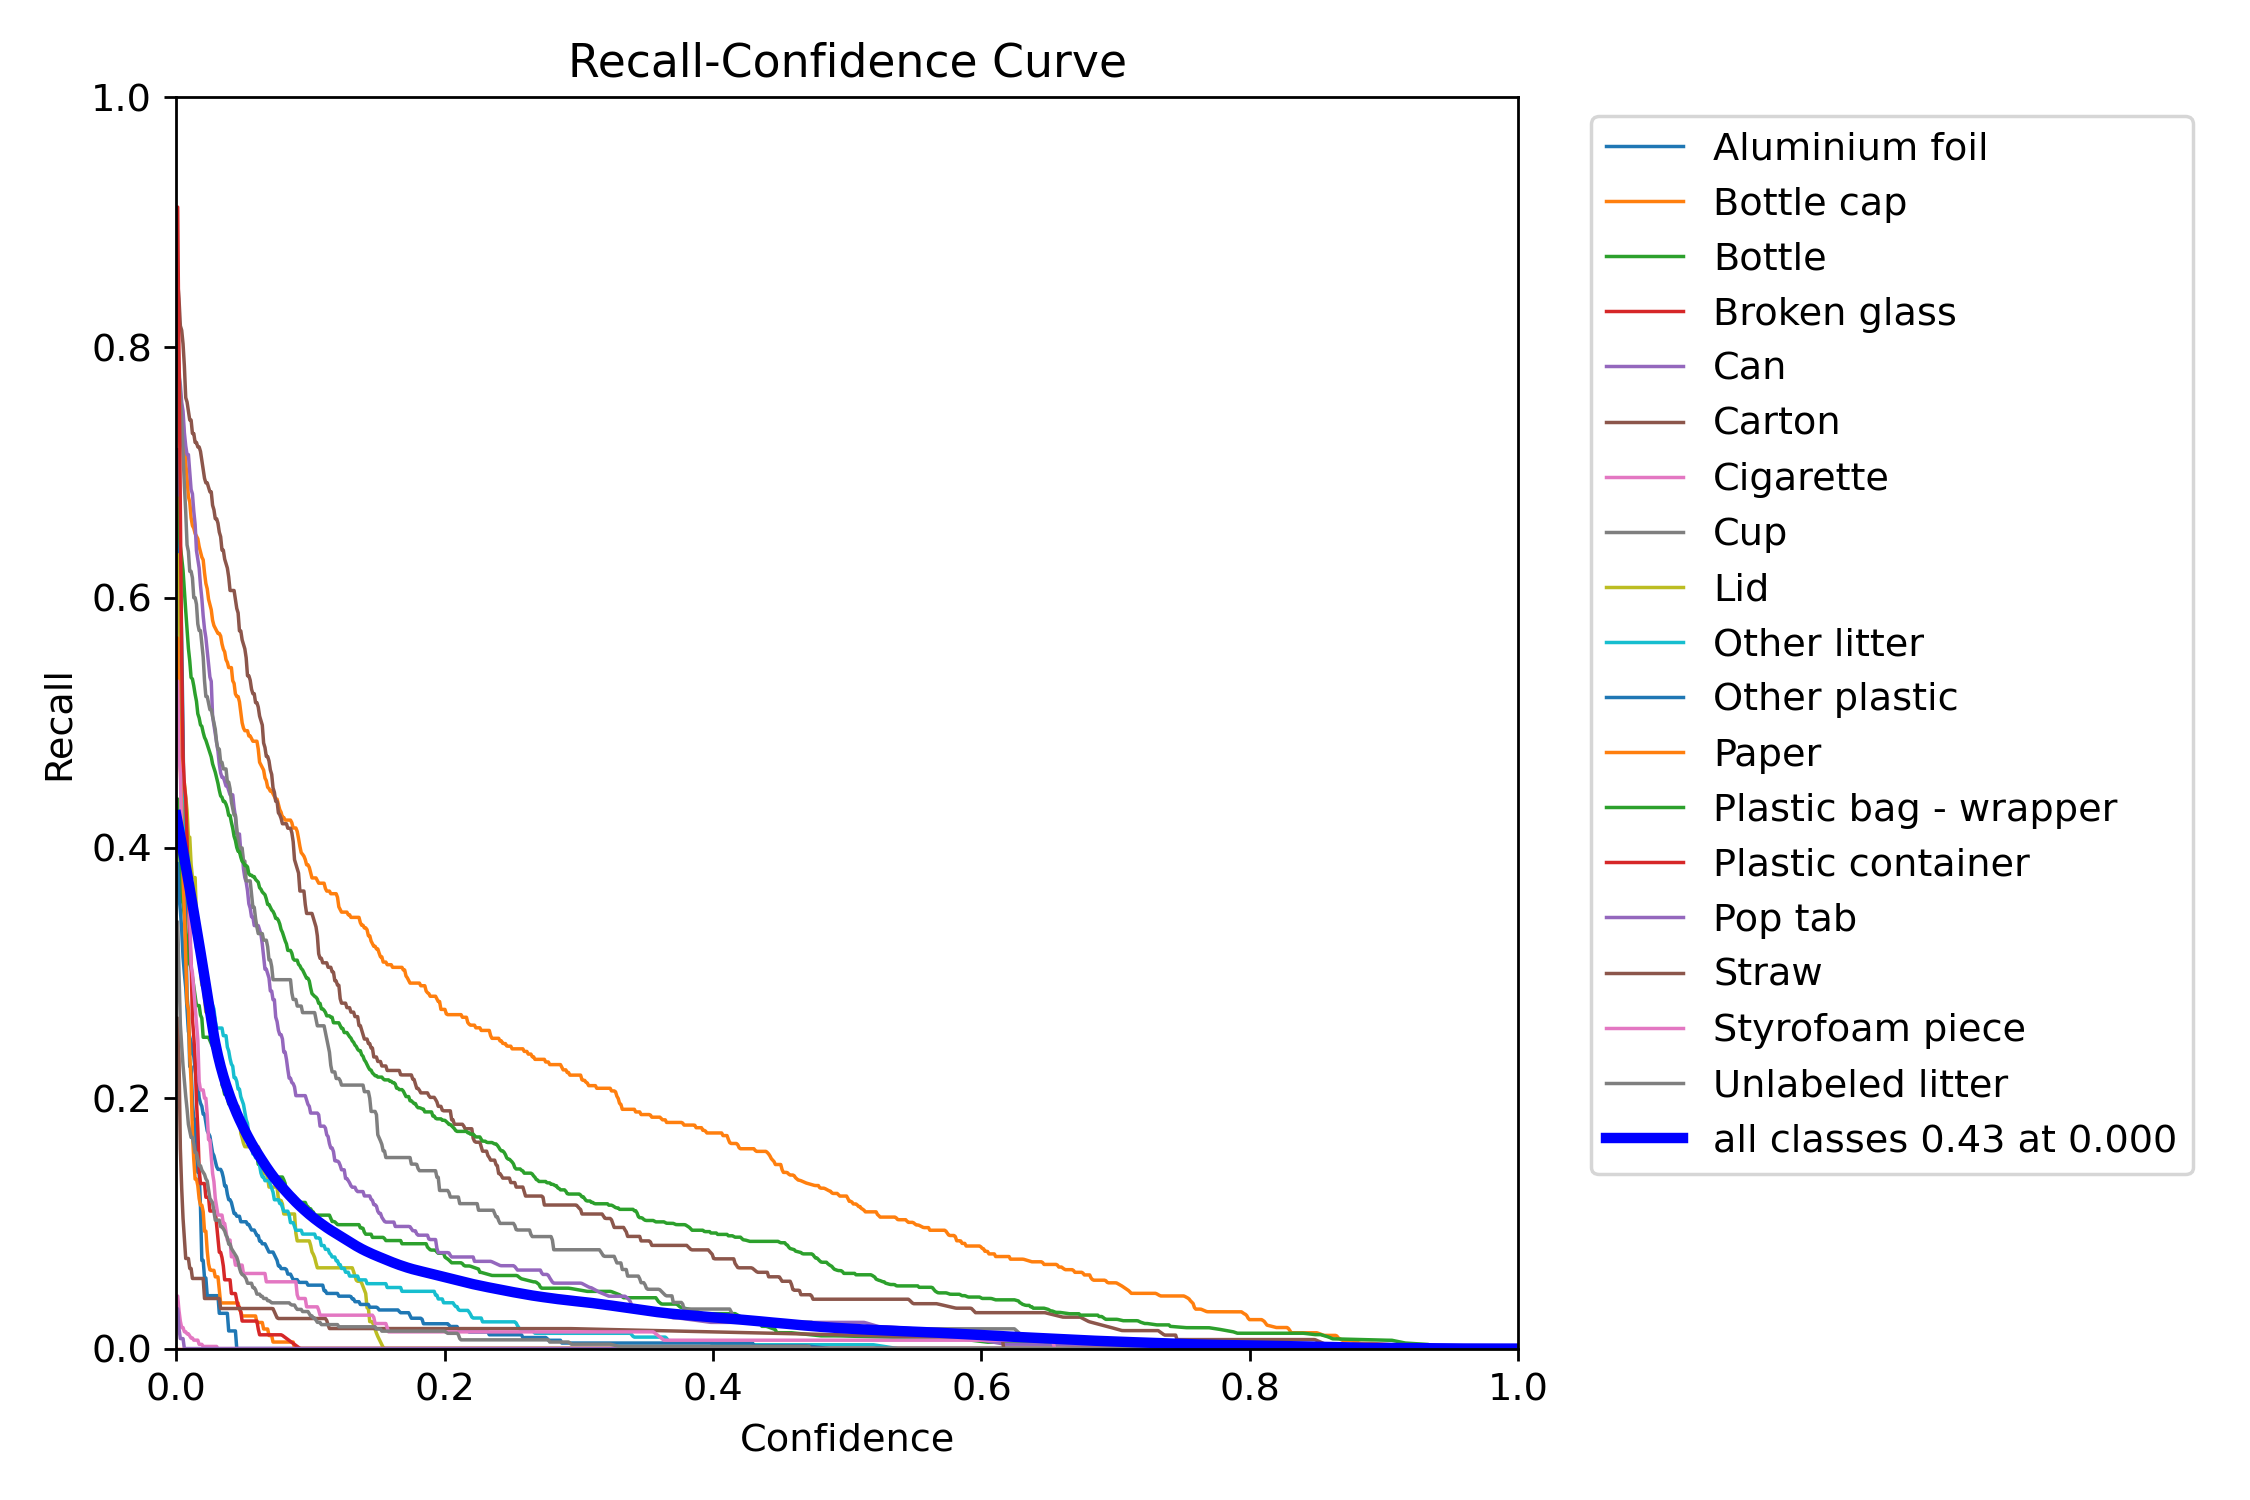 Recall-Confidence Curve
1.0
0.8
0.6
0.4
0.2
0.0
Recall
0.0 0.2 0.4 0.6 0.8 1.0
Confidence
Aluminium foil
Bottle cap
Bottle
Broken glass
Can
Carton
Cigarette
Cup
Lid
Other litter
Other plastic
Paper
Plastic bag - wrapper
Plastic container
Pop tab
Straw
Styrofoam piece
Unlabeled litter
all classes 0.43 at 0.000